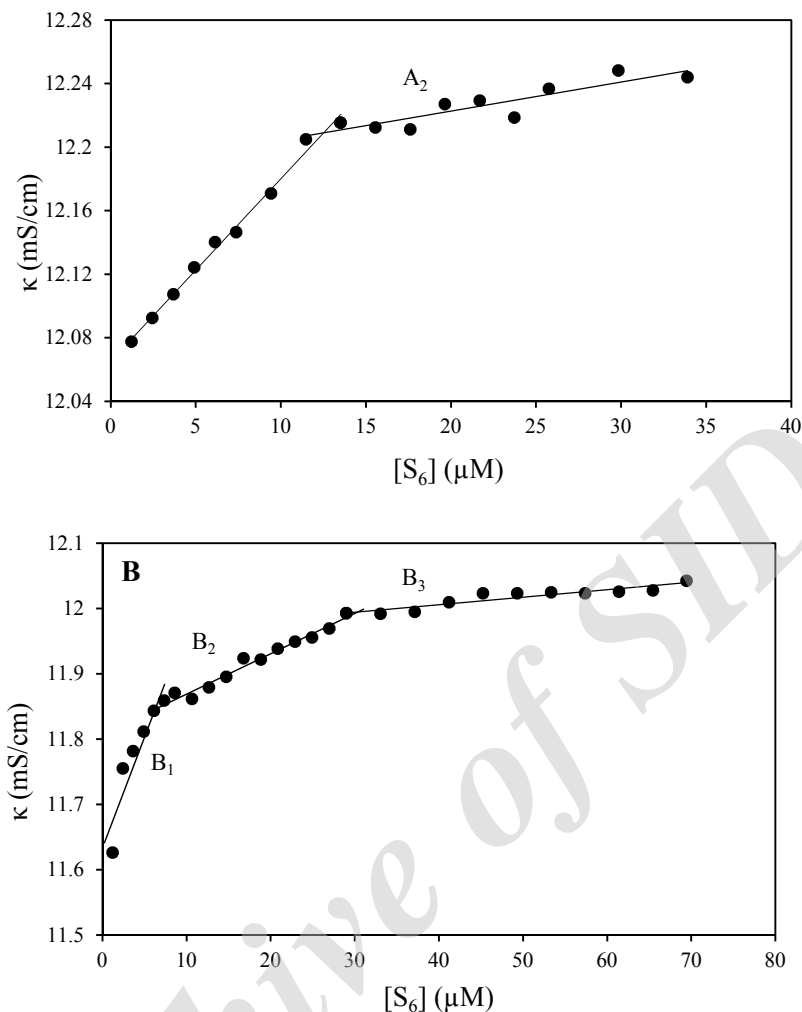 12.28
12.24
12.2
12.16
12.12
12.08
12.04
κ (mS/cm)
A2
0 5 10 15 20 25 30 35 40
[S6] (μM)
12.1
12
11.9
11.8
11.7
11.6
11.5
κ (mS/cm)
B
B1
B2
B3
0 10 20 30 40 50 60 70 80
[S6] (μM)
hive of SID